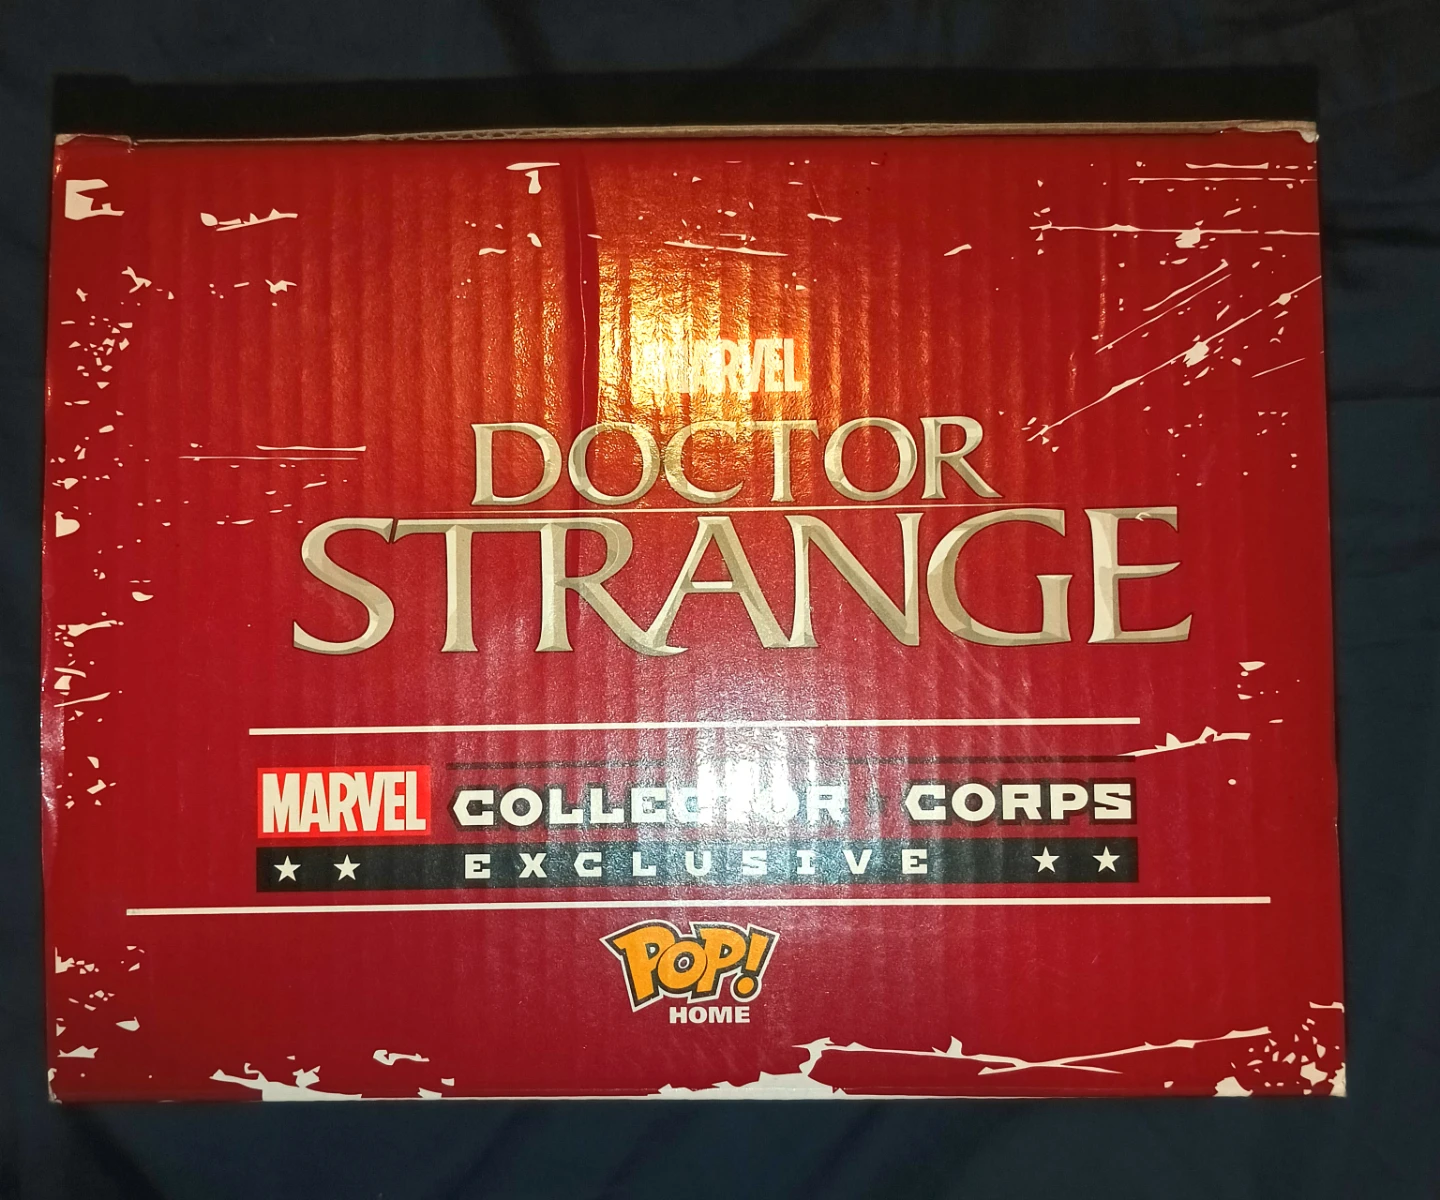 MARVEL
DOCTOR
STRANGE
MARVEL COLLECTOR CORPS
EXCLUSIVE
POP!
HOME